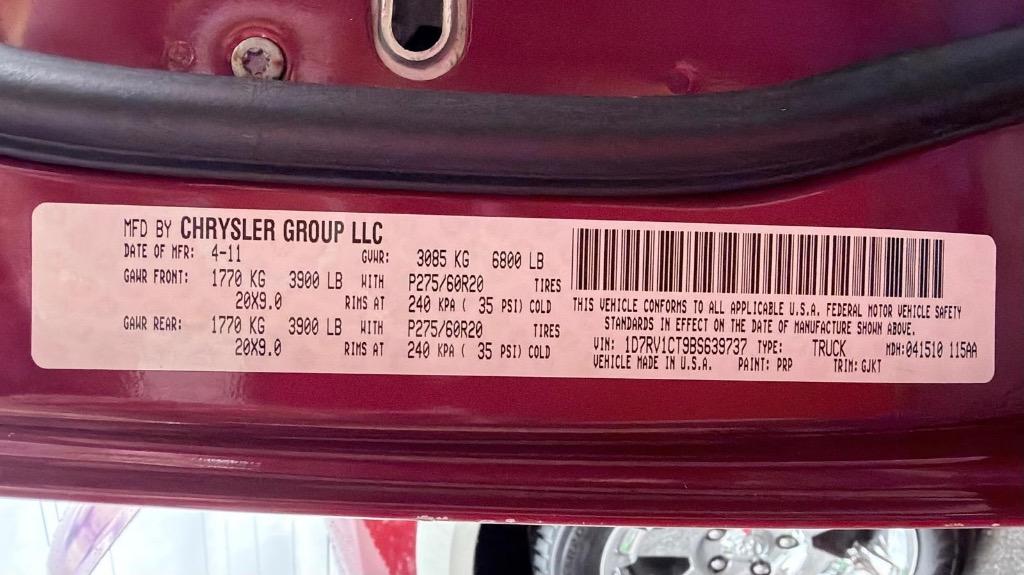 MFD BY CHRYSLER GROUP LLC
DATE OF MFR: 4-11 GVWR: 3085 KG 6800 LB
GAWR FRONT: 1770 KG 3900 LB WITH P275/60R20 TIRES
20X9.0 RIMS AT 240 KPA ( 35 PSI) COLD
GAWR REAR: 1770 KG 3900 LB WITH P275/60R20 TIRES
20X9.0 RIMS AT 240 KPA ( 35 PSI) COLD
THIS VEHICLE CONFORMS TO ALL APPLICABLE U.S.A. FEDERAL MOTOR VEHICLE SAFETY
STANDARDS IN EFFECT ON THE DATE OF MANUFACTURE SHOWN ABOVE.
VIN: 1D7RV1CT9BS639737 TYPE: TRUCK MDH:041510 115AA
VEHICLE MADE IN U.S.A. PAINT: PRP TRIM: GJKT